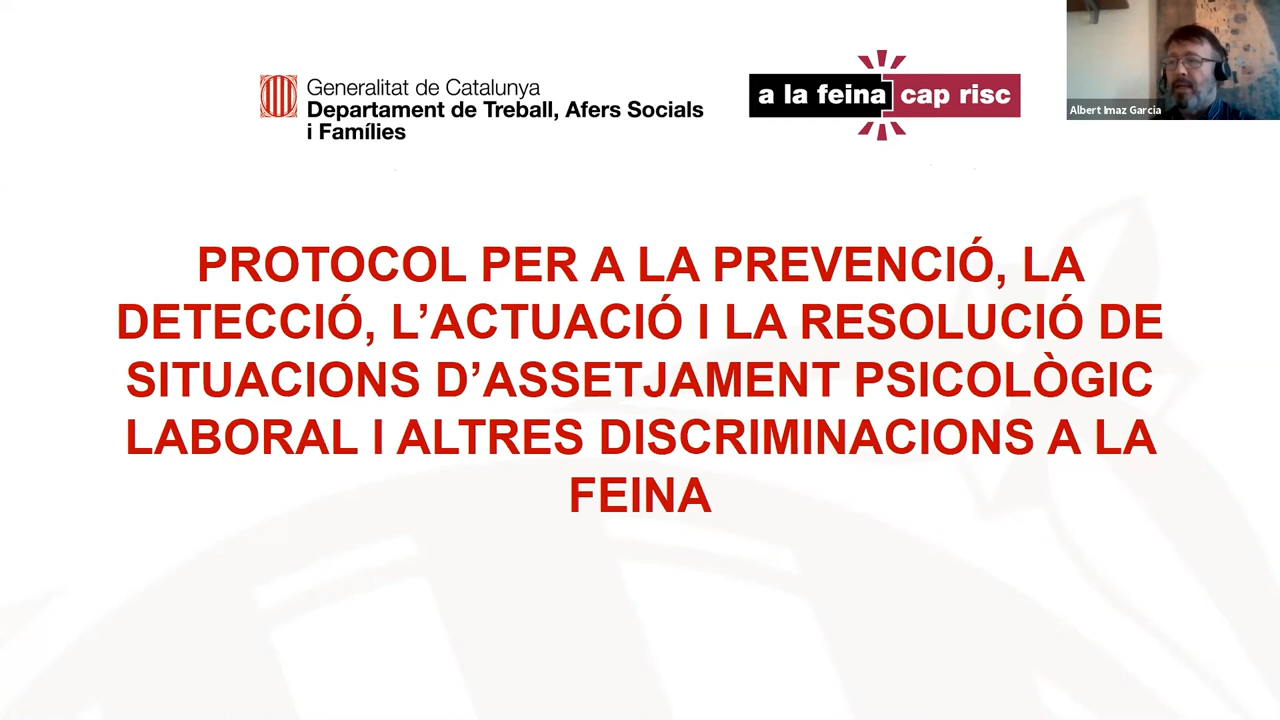 Generalitat de Catalunya
Departament de Treball, Afers Socials
i Famílies
a la feina cap risc
Albert Imaz Garcia
PROTOCOL PER A LA PREVENCIÓ, LA
DETECCIÓ, L’ACTUACIÓ I LA RESOLUCIÓ DE
SITUACIONS D’ASSETJAMENT PSICOLÒGIC
LABORAL I ALTRES DISCRIMINACIONS A LA
FEINA